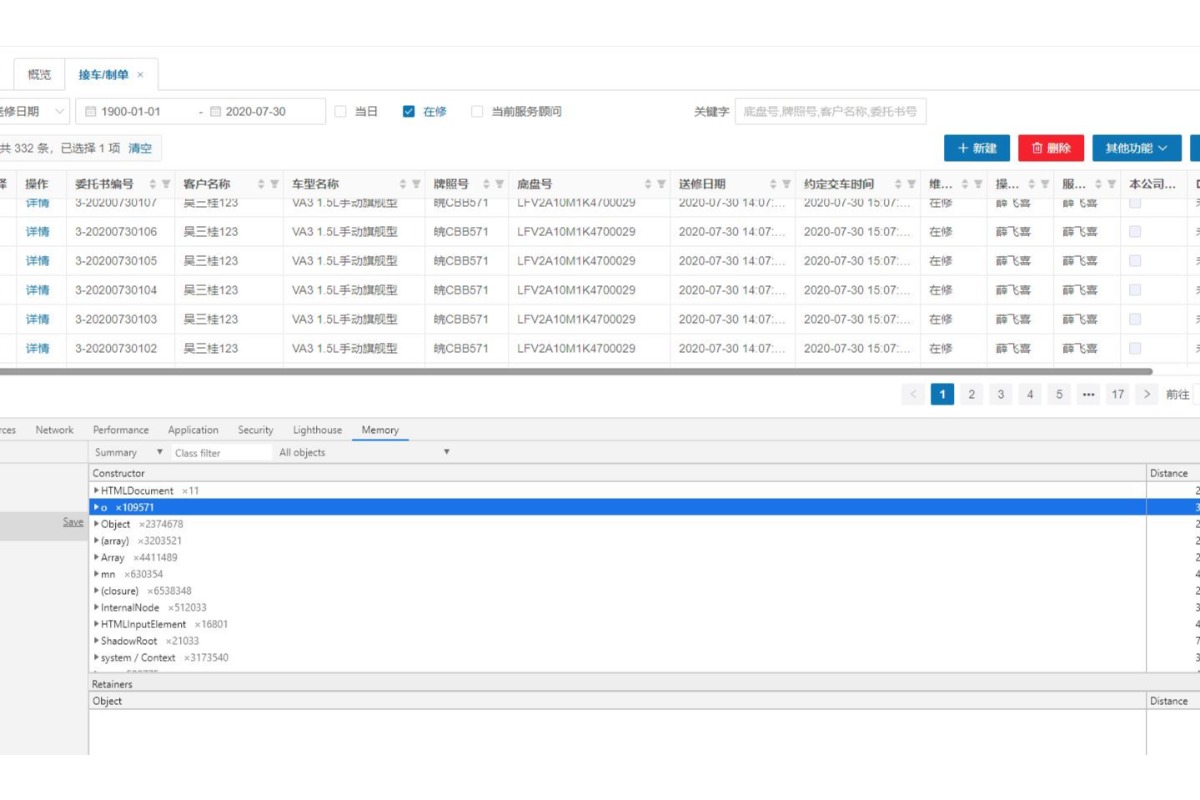 概览 接车/制单 ×
送修日期 1900-01-01 - 2020-07-30 当日 在修 当前服务顾问 关键字 底盘号,牌照号,客户名称,委托书号
共 332 条，已选择 1 项 清空 + 新建 删除 其他功能
择 操作 委托书编号 客户名称 车型名称 牌照号 底盘号 送修日期 约定交车时间 维... 操... 服... 本公司...
详情 3-20200730107 吴三桂123 VA3 1.5L手动旗舰型 皖CBB571 LFV2A10M1K4700029 2020-07-30 14:07:... 2020-07-30 15:07:... 在修 薛飞喜 薛飞喜
详情 3-20200730106 吴三桂123 VA3 1.5L手动旗舰型 皖CBB571 LFV2A10M1K4700029 2020-07-30 14:07:... 2020-07-30 15:07:... 在修 薛飞喜 薛飞喜
详情 3-20200730105 吴三桂123 VA3 1.5L手动旗舰型 皖CBB571 LFV2A10M1K4700029 2020-07-30 14:07:... 2020-07-30 15:07:... 在修 薛飞喜 薛飞喜
详情 3-20200730104 吴三桂123 VA3 1.5L手动旗舰型 皖CBB571 LFV2A10M1K4700029 2020-07-30 14:07:... 2020-07-30 15:07:... 在修 薛飞喜 薛飞喜
详情 3-20200730103 吴三桂123 VA3 1.5L手动旗舰型 皖CBB571 LFV2A10M1K4700029 2020-07-30 14:07:... 2020-07-30 15:07:... 在修 薛飞喜 薛飞喜
详情 3-20200730102 吴三桂123 VA3 1.5L手动旗舰型 皖CBB571 LFV2A10M1K4700029 2020-07-30 14:07:... 2020-07-30 15:07:... 在修 薛飞喜 薛飞喜
< 1 2 3 4 5 ••• 17 > 前往
rces Network Performance Application Security Lighthouse Memory
Summary ▼ Class filter All objects ▼
Constructor Distance
HTMLDocument ×11 2
o ×109571 3
Save Object ×2374678 2
(array) ×3203521 2
Array ×4411489 2
mn ×630354 4
(closure) ×6538348 2
InternalNode ×512033 3
HTMLInputElement ×16801 4
ShadowRoot ×21033 7
system / Context ×3173540 3
Retainers
Object Distance